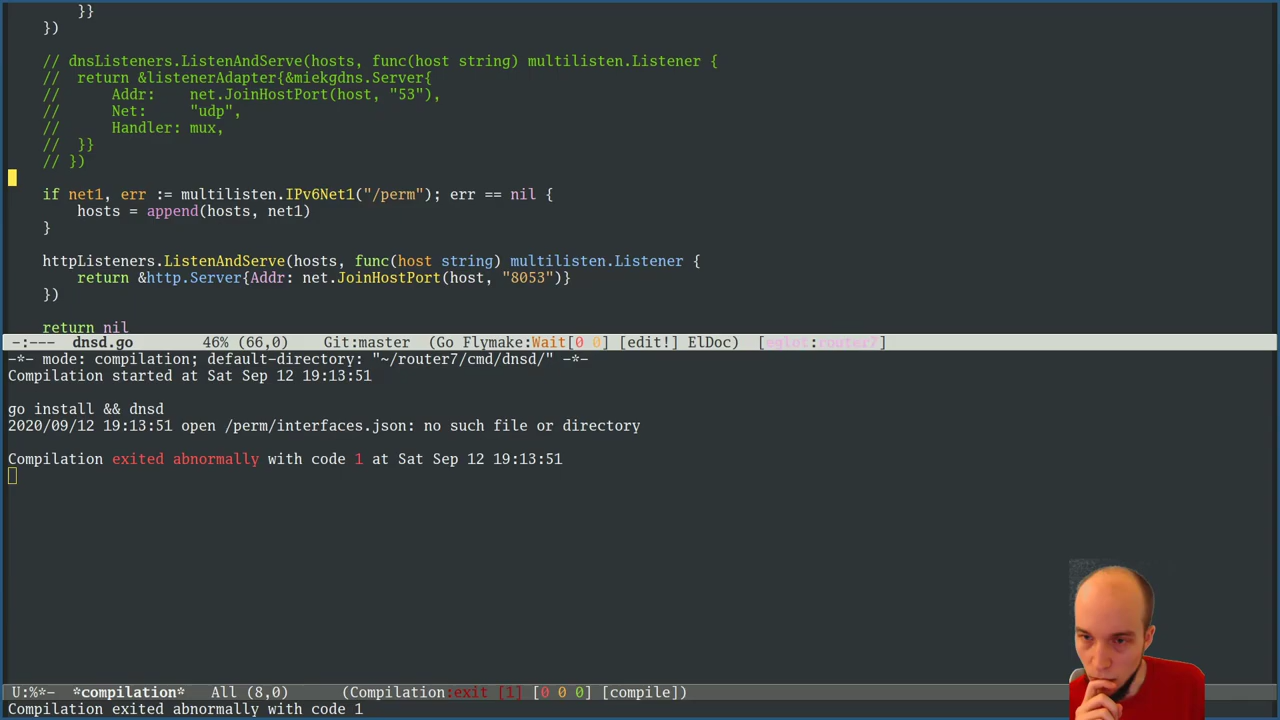 }}
    })
    // dnsListeners.ListenAndServe(hosts, func(host string) multilisten.Listener {
    //  return &listenerAdapter{&miekgdns.Server{
    //      Addr:    net.JoinHostPort(host, "53"),
    //      Net:     "udp",
    //      Handler: mux,
    //  }}
    // })
    if net1, err := multilisten.IPv6Net1("/perm"); err == nil {
        hosts = append(hosts, net1)
    }
    httpListeners.ListenAndServe(hosts, func(host string) multilisten.Listener {
        return &http.Server{Addr: net.JoinHostPort(host, "8053")}
    })
    return nil
-:---  dnsd.go        46% (66,0)     Git:master  (Go Flymake:Wait[0 0] [edit!] ElDoc)  [eglot:router7]
-*- mode: compilation; default-directory: "~/router7/cmd/dnsd/" -*-
Compilation started at Sat Sep 12 19:13:51
go install && dnsd
2020/09/12 19:13:51 open /perm/interfaces.json: no such file or directory
Compilation exited abnormally with code 1 at Sat Sep 12 19:13:51
U:%*-  *compilation*   All (8,0)      (Compilation:exit [1] [0 0 0] [compile])
Compilation exited abnormally with code 1